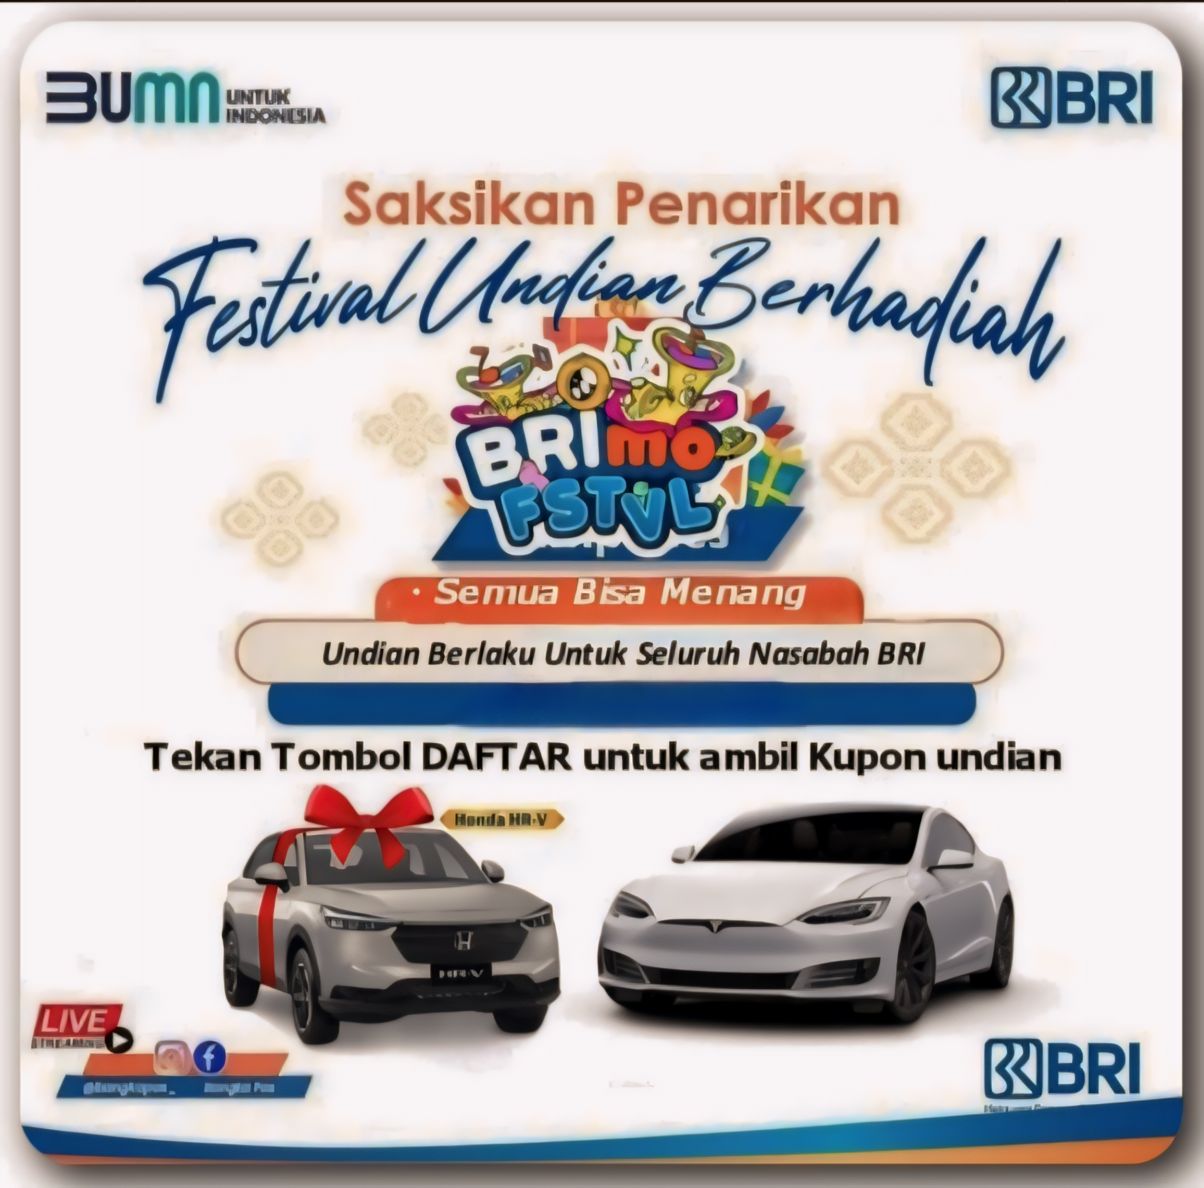 BUMN UNTUK
INDONESIA
BRI
Saksikan Penarikan
Festival Undian Berhadiah
BRImo
FSTVL
· Semua Bisa Menang
Undian Berlaku Untuk Seluruh Nasabah BRI
Tekan Tombol DAFTAR untuk ambil Kupon undian
Honda HR-V
HR-V
LIVE
BRI